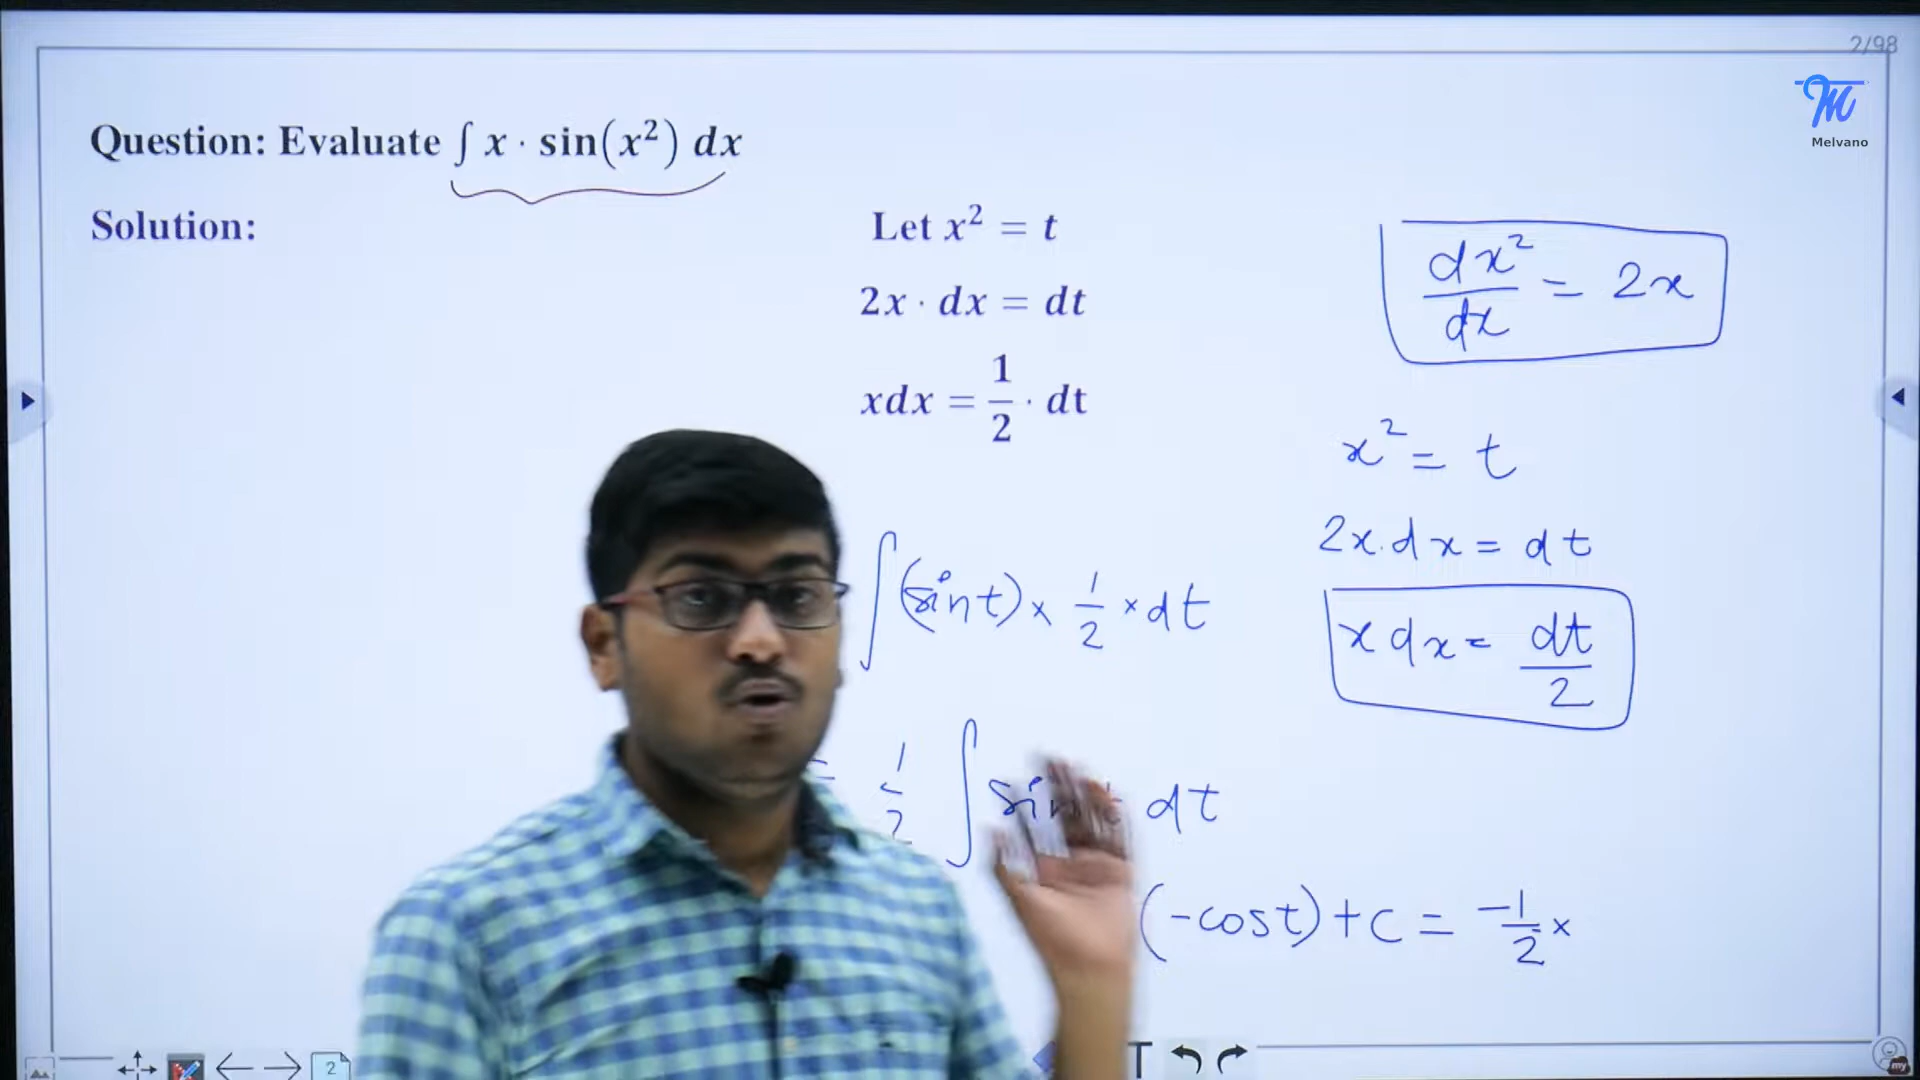 2/98
Melvano
Question: Evaluate ∫ x · sin(x²) dx
Solution:
Let x² = t
2x · dx = dt
xdx = 1/2 · dt
dx²/dx = 2x
x² = t
2x.dx = dt
x dx = dt/2
∫(sin t) × 1/2 × dt
= 1/2 ∫ sin t dt
(-cost)+c = -1/2 ×
2
T
my